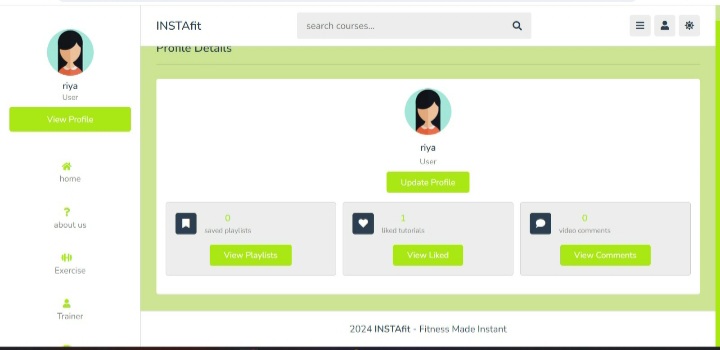 INSTAfit
search courses...
riya
User
View Profile
home
?
about us
Exercise
Trainer
Profile Details
riya
User
Update Profile
0
saved playlists
View Playlists
1
liked tutorials
View Liked
0
video comments
View Comments
2024 INSTAfit - Fitness Made Instant